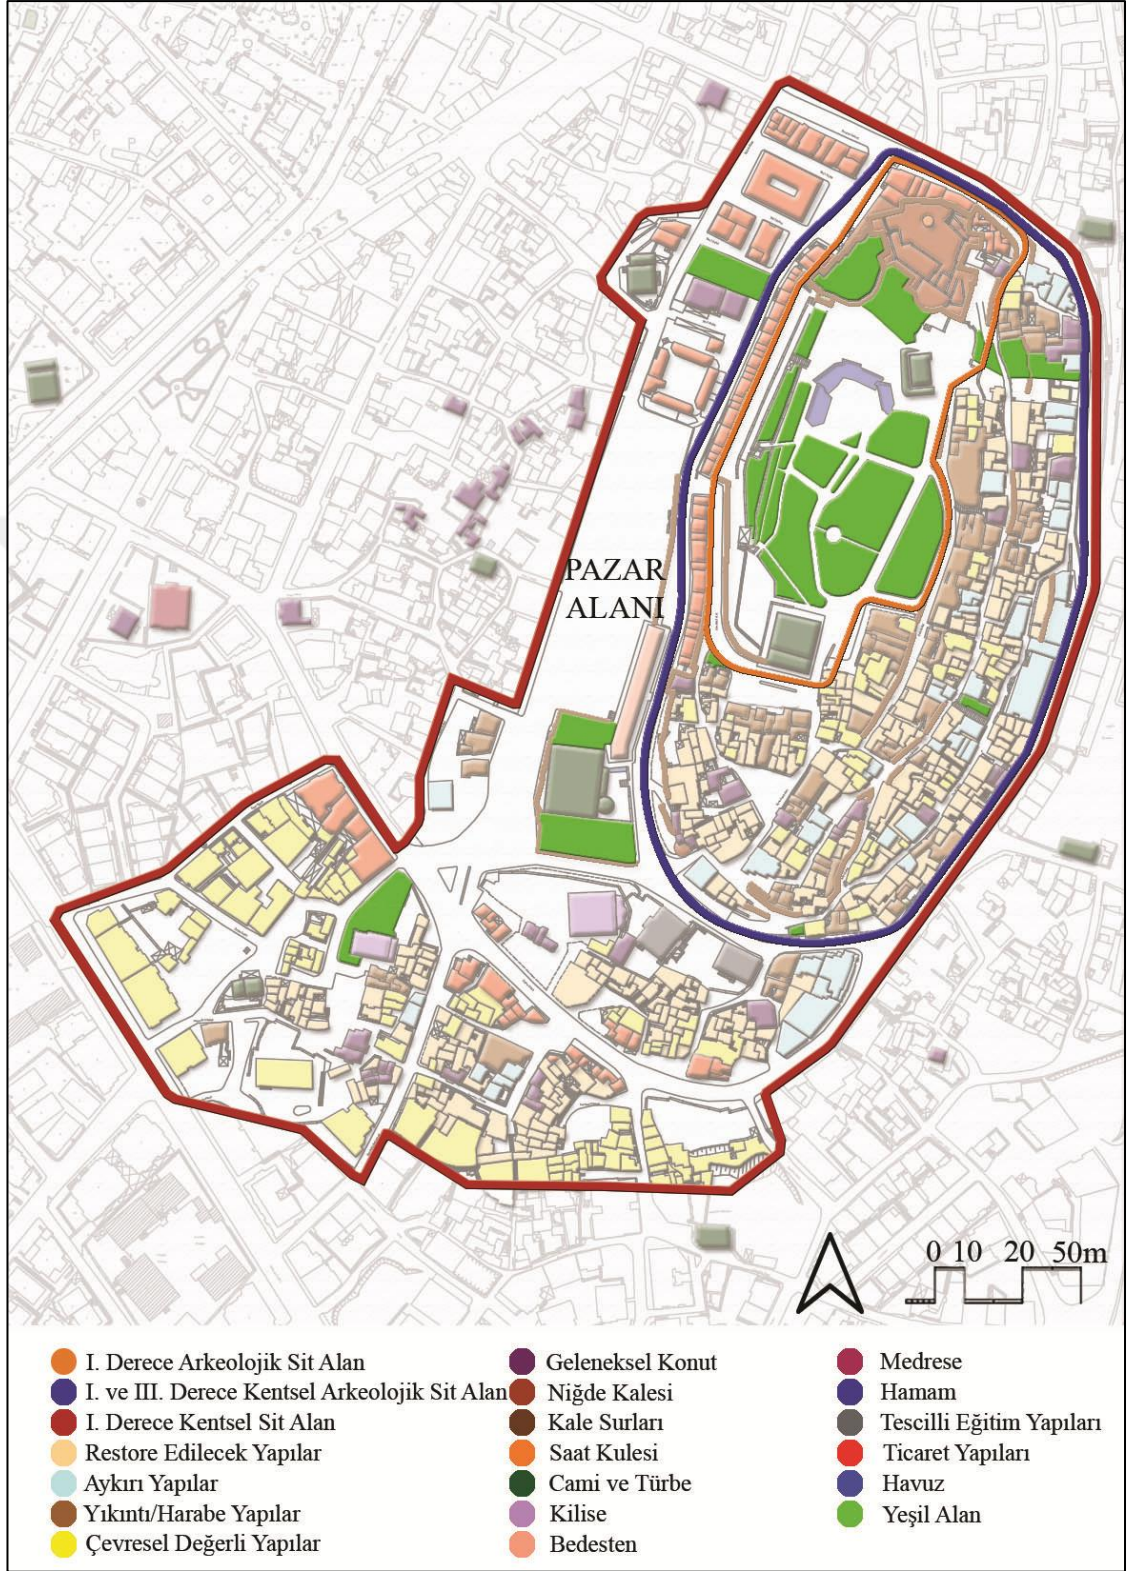 PAZAR
ALANI
0 10 20 50m
I. Derece Arkeolojik Sit Alan
I. ve III. Derece Kentsel Arkeolojik Sit Alan
I. Derece Kentsel Sit Alan
Restore Edilecek Yapılar
Aykırı Yapılar
Yıkıntı/Harabe Yapılar
Çevresel Değerli Yapılar
Geleneksel Konut
Niğde Kalesi
Kale Surları
Saat Kulesi
Cami ve Türbe
Kilise
Bedesten
Medrese
Hamam
Tescilli Eğitim Yapıları
Ticaret Yapıları
Havuz
Yeşil Alan